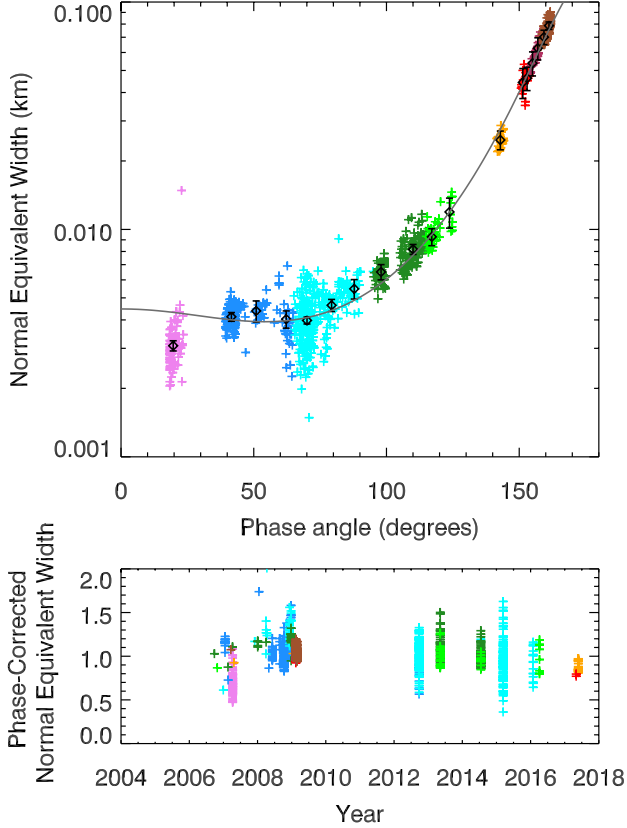 0.100
0.010
0.001
Normal Equivalent Width (km)
0 50 100 150
Phase angle (degrees)
2.0
1.5
1.0
0.5
0.0
Phase-Corrected
Normal Equivalent Width
2004 2006 2008 2010 2012 2014 2016 2018
Year